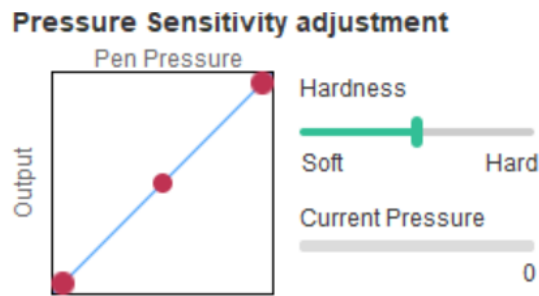 Pressure Sensitivity adjustment
Pen Pressure
Output
Hardness
Soft
Hard
Current Pressure
0